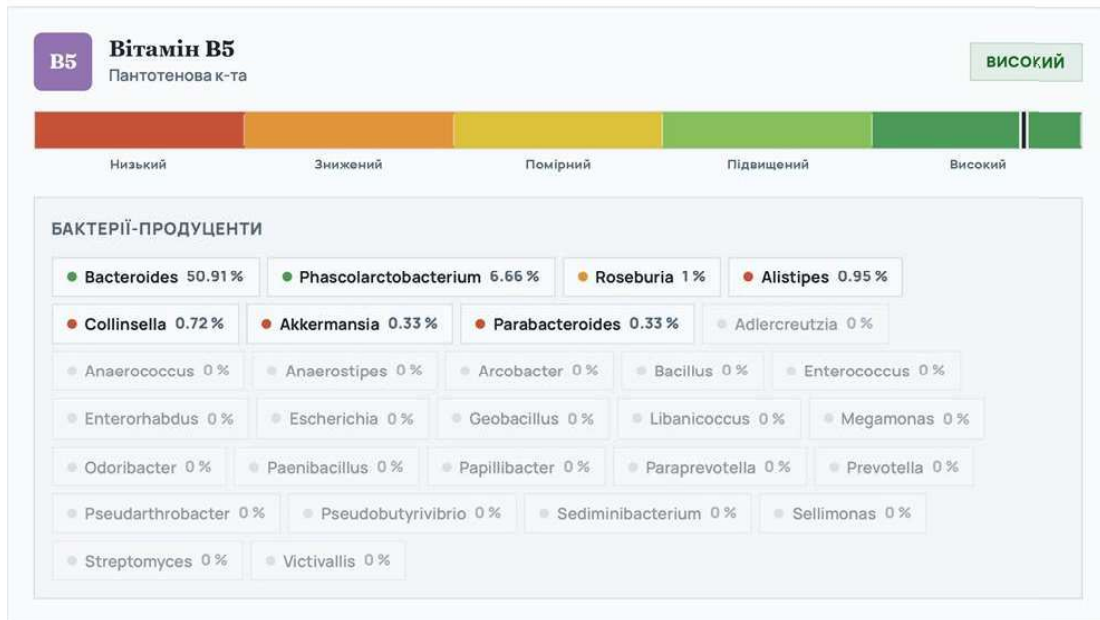 B5
Вітамін B5
Пантотенова к-та
ВИСОКИЙ
Низький Знижений Помірний Підвищений Високий
БАКТЕРІЇ-ПРОДУЦЕНТИ
Bacteroides 50.91 % Phascolarctobacterium 6.66 % Roseburia 1 % Alistipes 0.95 %
Collinsella 0.72 % Akkermansia 0.33 % Parabacteroides 0.33 % Adlercreutzia 0 %
Anaerococcus 0 % Anaerostipes 0 % Arcobacter 0 % Bacillus 0 % Enterococcus 0 %
Enterorhabdus 0 % Escherichia 0 % Geobacillus 0 % Libanicoccus 0 % Megamonas 0 %
Odoribacter 0 % Paenibacillus 0 % Papillibacter 0 % Paraprevotella 0 % Prevotella 0 %
Pseudarthrobacter 0 % Pseudobutyrivibrio 0 % Sediminibacterium 0 % Sellimonas 0 %
Streptomyces 0 % Victivallis 0 %